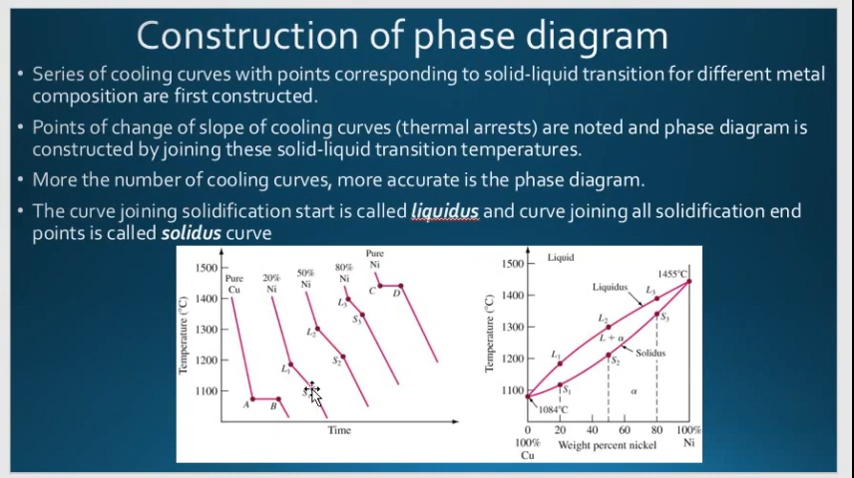 Construction of phase diagram
• Series of cooling curves with points corresponding to solid-liquid transition for different metal
composition are first constructed.
• Points of change of slope of cooling curves (thermal arrests) are noted and phase diagram is
constructed by joining these solid-liquid transition temperatures.
• More the number of cooling curves, more accurate is the phase diagram.
• The curve joining solidification start is called liquidus and curve joining all solidification end
points is called solidus curve
Temperature (°C)
1500
1400
1300
1200
1100
Pure
Cu
20%
Ni
50%
Ni
80%
Ni
Pure
Ni
A
B
L1
L2
S2
L3
S3
C
D
Time
Temperature (°C)
1500
1400
1300
1200
1100
Liquid
1455°C
Liquidus
L3
L2
S3
L + α
Solidus
L1
S2
S1
α
1084°C
0 20 40 60 80 100%
100%
Cu
Weight percent nickel
Ni